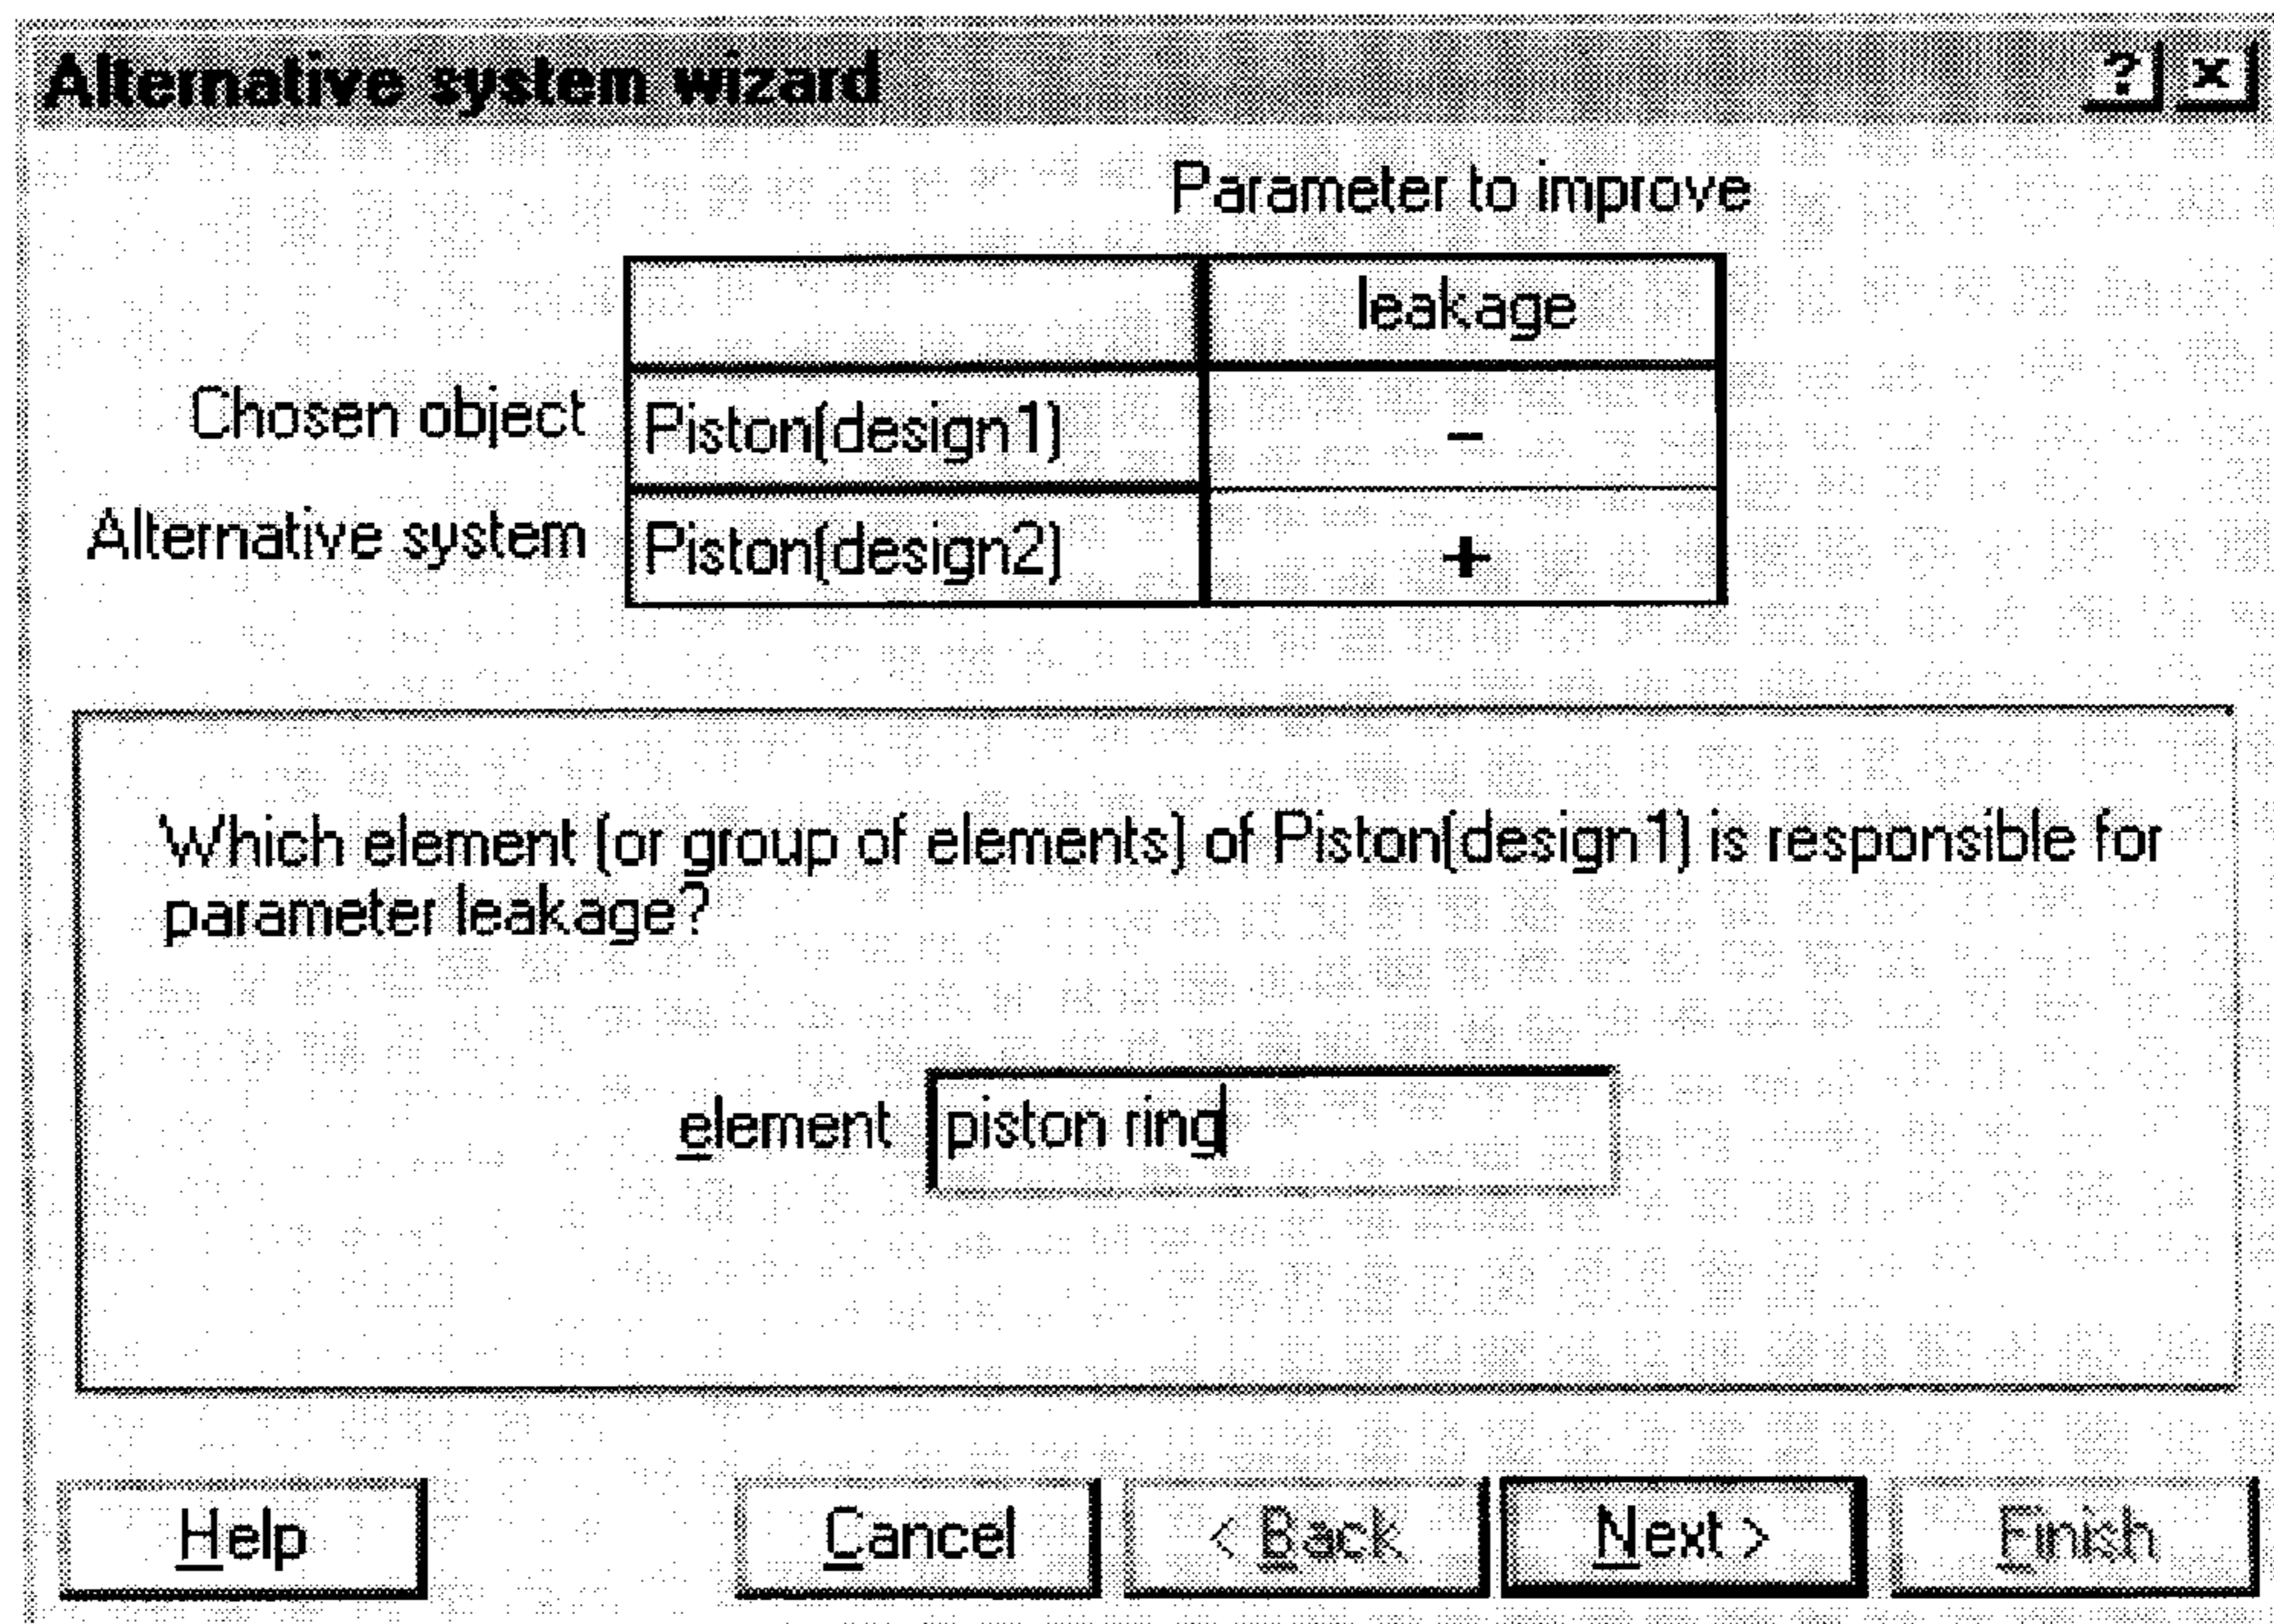 Alternative system wizard ? x
Parameter to improve
leakage
Chosen object Piston(design1) -
Alternative system Piston(design2) +
Which element (or group of elements) of Piston(design1) is responsible for
parameter leakage?
element piston ring
Help Cancel < Back Next > Finish